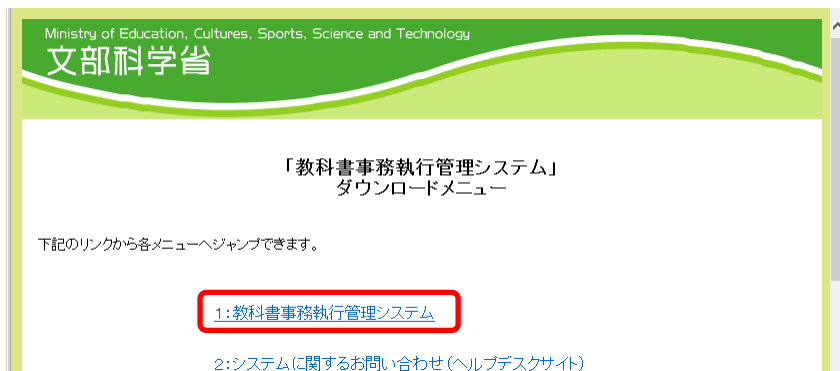 Ministry of Education, Cultures, Sports, Science and Technology
文部科学省
「教科書事務執行管理システム」
ダウンロードメニュー
下記のリンクから各メニューへジャンプできます。
1:教科書事務執行管理システム
2:システムに関するお問い合わせ(ヘルプデスクサイト)